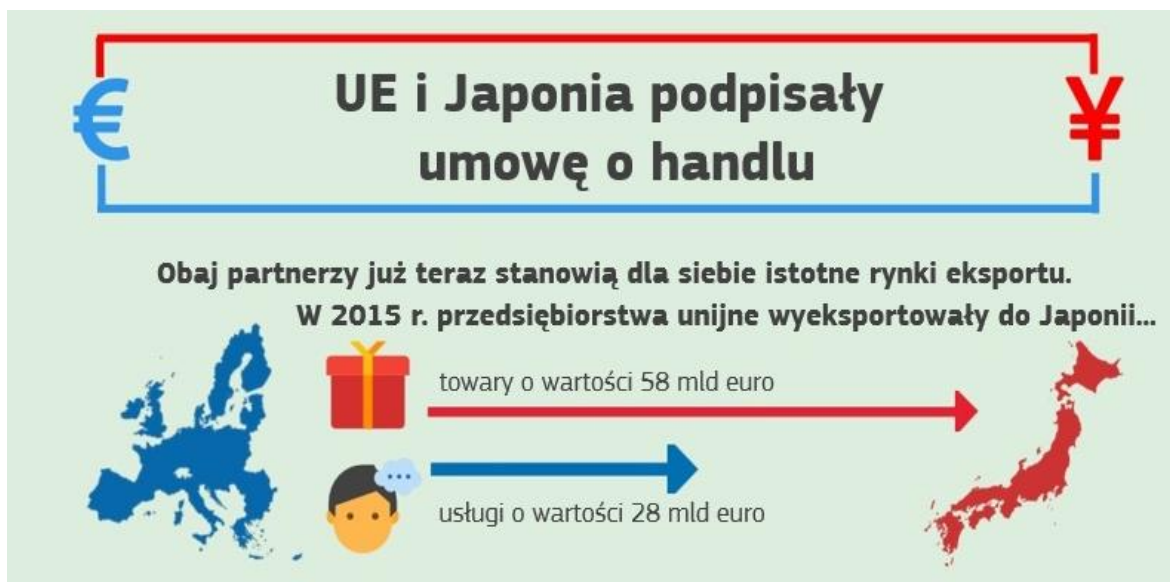 UE i Japonia podpisały
umowę o handlu
€
¥
Obaj partnerzy już teraz stanowią dla siebie istotne rynki eksportu.
W 2015 r. przedsiębiorstwa unijne wyeksportowały do Japonii...
towary o wartości 58 mld euro
usługi o wartości 28 mld euro